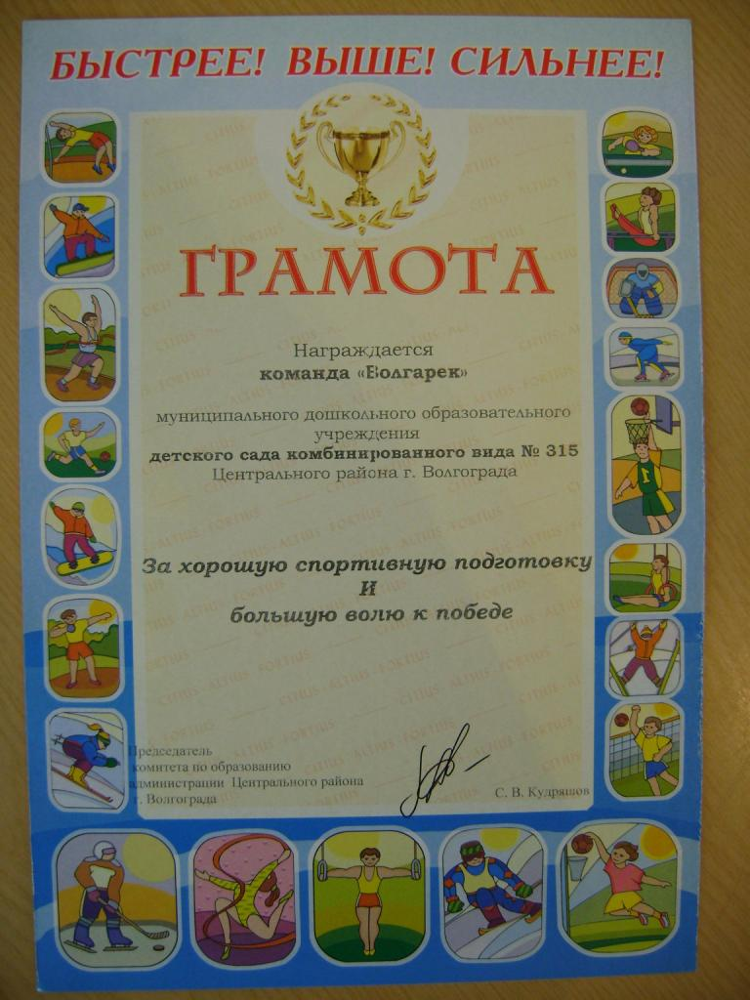 БЫСТРЕЕ! ВЫШЕ! СИЛЬНЕЕ!
ГРАМОТА
Награждается
команда «Волгарек»
муниципального дошкольного образовательного
учреждения
детского сада комбинированного вида № 315
Центрального района г. Волгограда
За хорошую спортивную подготовку
И
большую волю к победе
Председатель
комитета по образованию
администрации Центрального района
г. Волгограда
С. В. Кудряшов